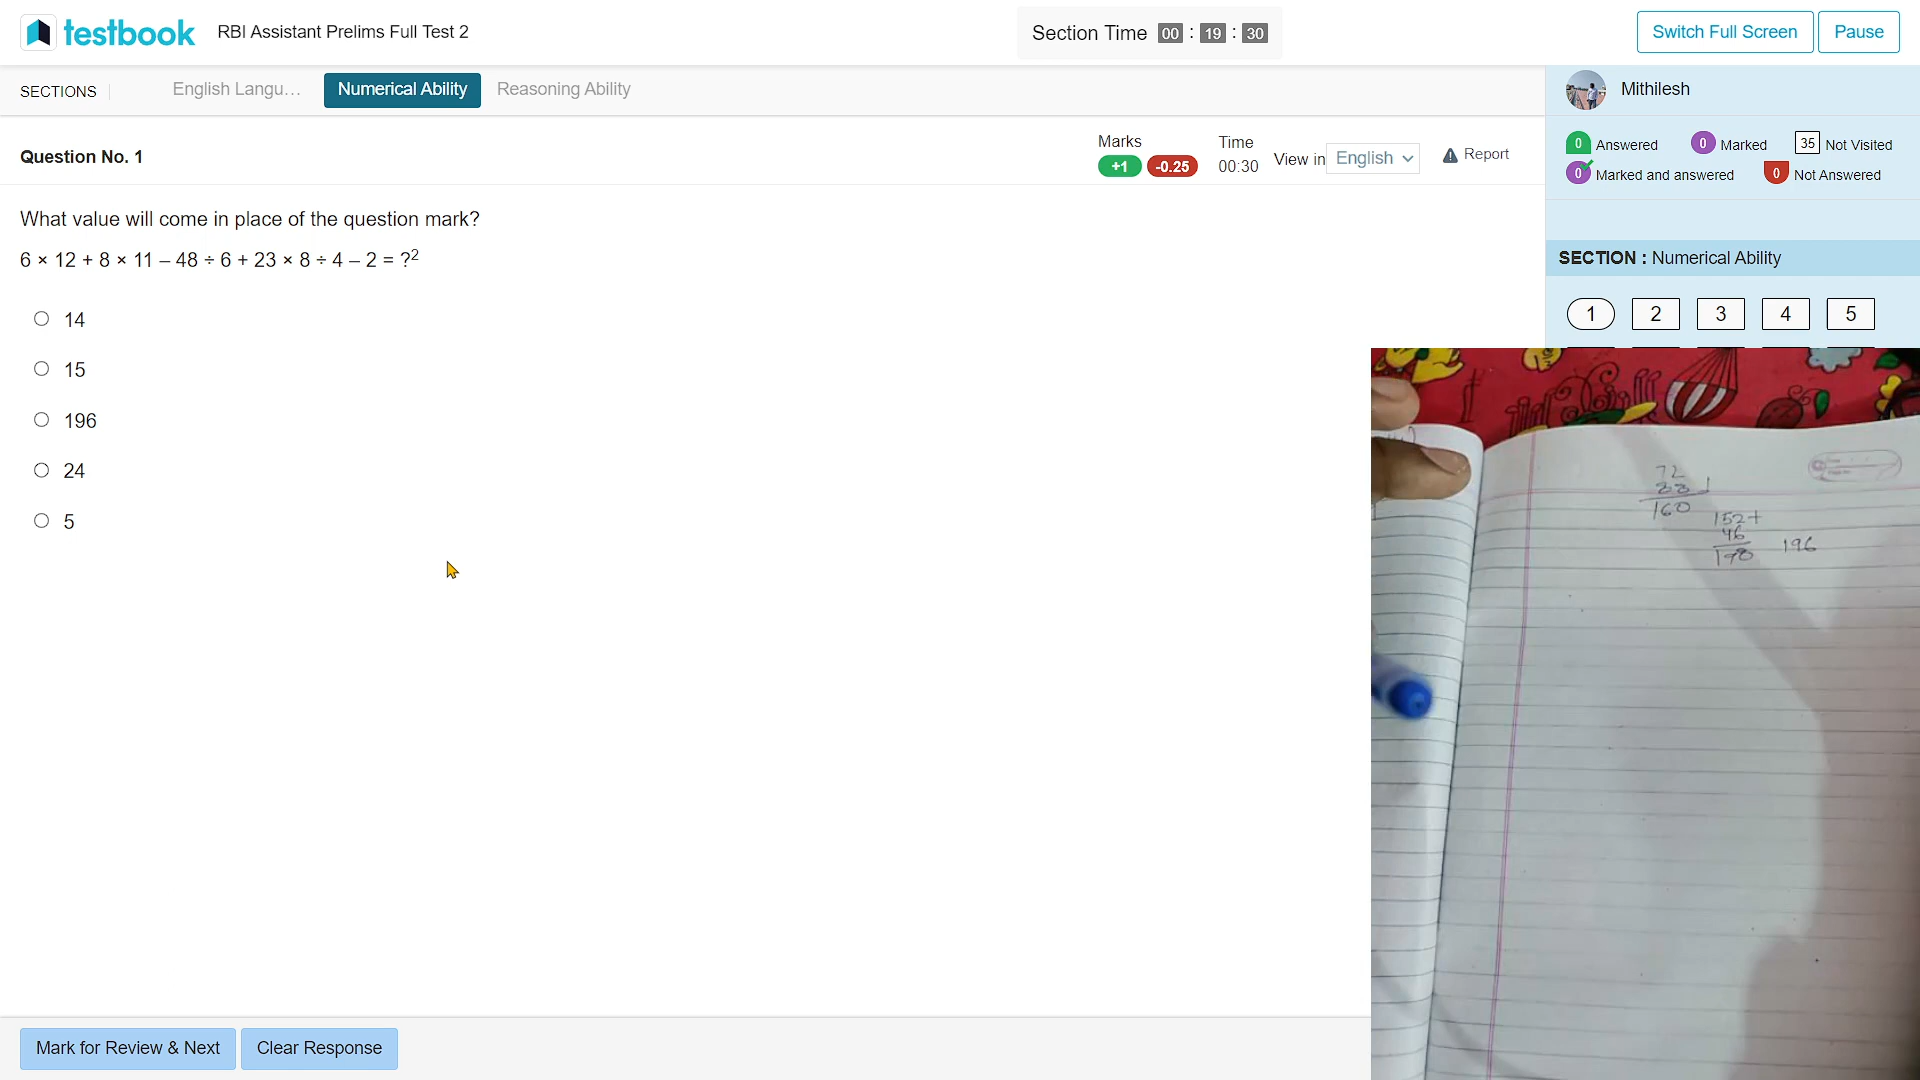 testbook RBI Assistant Prelims Full Test 2 Section Time 00 : 19 : 30 Switch Full Screen Pause
SECTIONS English Langu... Numerical Ability Reasoning Ability
Mithilesh
Question No. 1
Marks
+1 -0.25
Time
00:30
View in English
Report
0 Answered 0 Marked 35 Not Visited
0 Marked and answered 0 Not Answered
What value will come in place of the question mark?
6 × 12 + 8 × 11 – 48 ÷ 6 + 23 × 8 ÷ 4 – 2 = ?²
14
15
196
24
5
SECTION : Numerical Ability
1 2 3 4 5
72
88
160
152+
46
198 196
Mark for Review & Next Clear Response